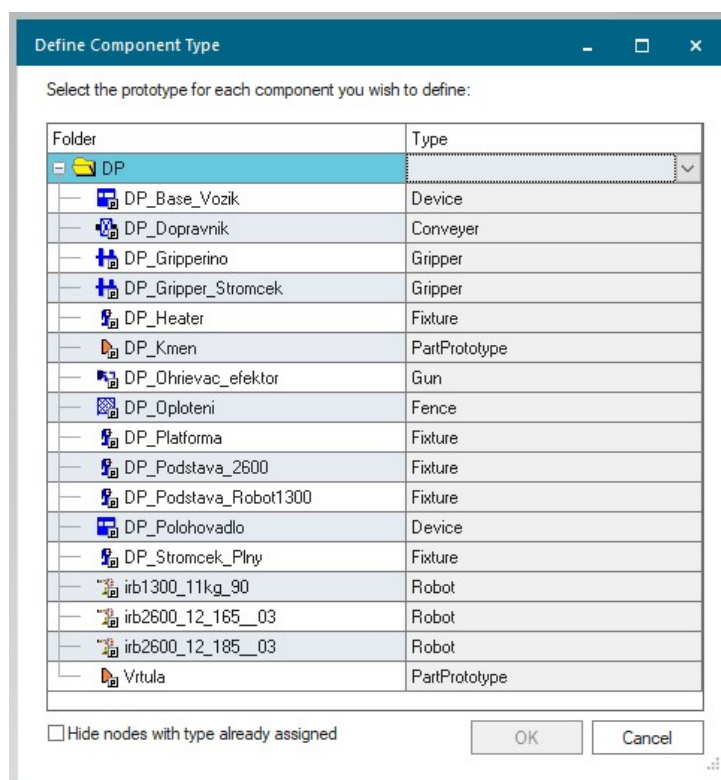 Define Component Type
Select the prototype for each component you wish to define:
Folder Type
DP
DP_Base_Vozik Device
DP_Dopravnik Conveyer
DP_Gripperino Gripper
DP_Gripper_Stromcek Gripper
DP_Heater Fixture
DP_Kmen PartPrototype
DP_Ohrievac_efektor Gun
DP_Oploteni Fence
DP_Platforma Fixture
DP_Podstava_2600 Fixture
DP_Podstava_Robot1300 Fixture
DP_Polohovadlo Device
DP_Stromcek_Plny Fixture
irb1300_11kg_90 Robot
irb2600_12_165__03 Robot
irb2600_12_185__03 Robot
Vrtula PartPrototype
Hide nodes with type already assigned OK Cancel